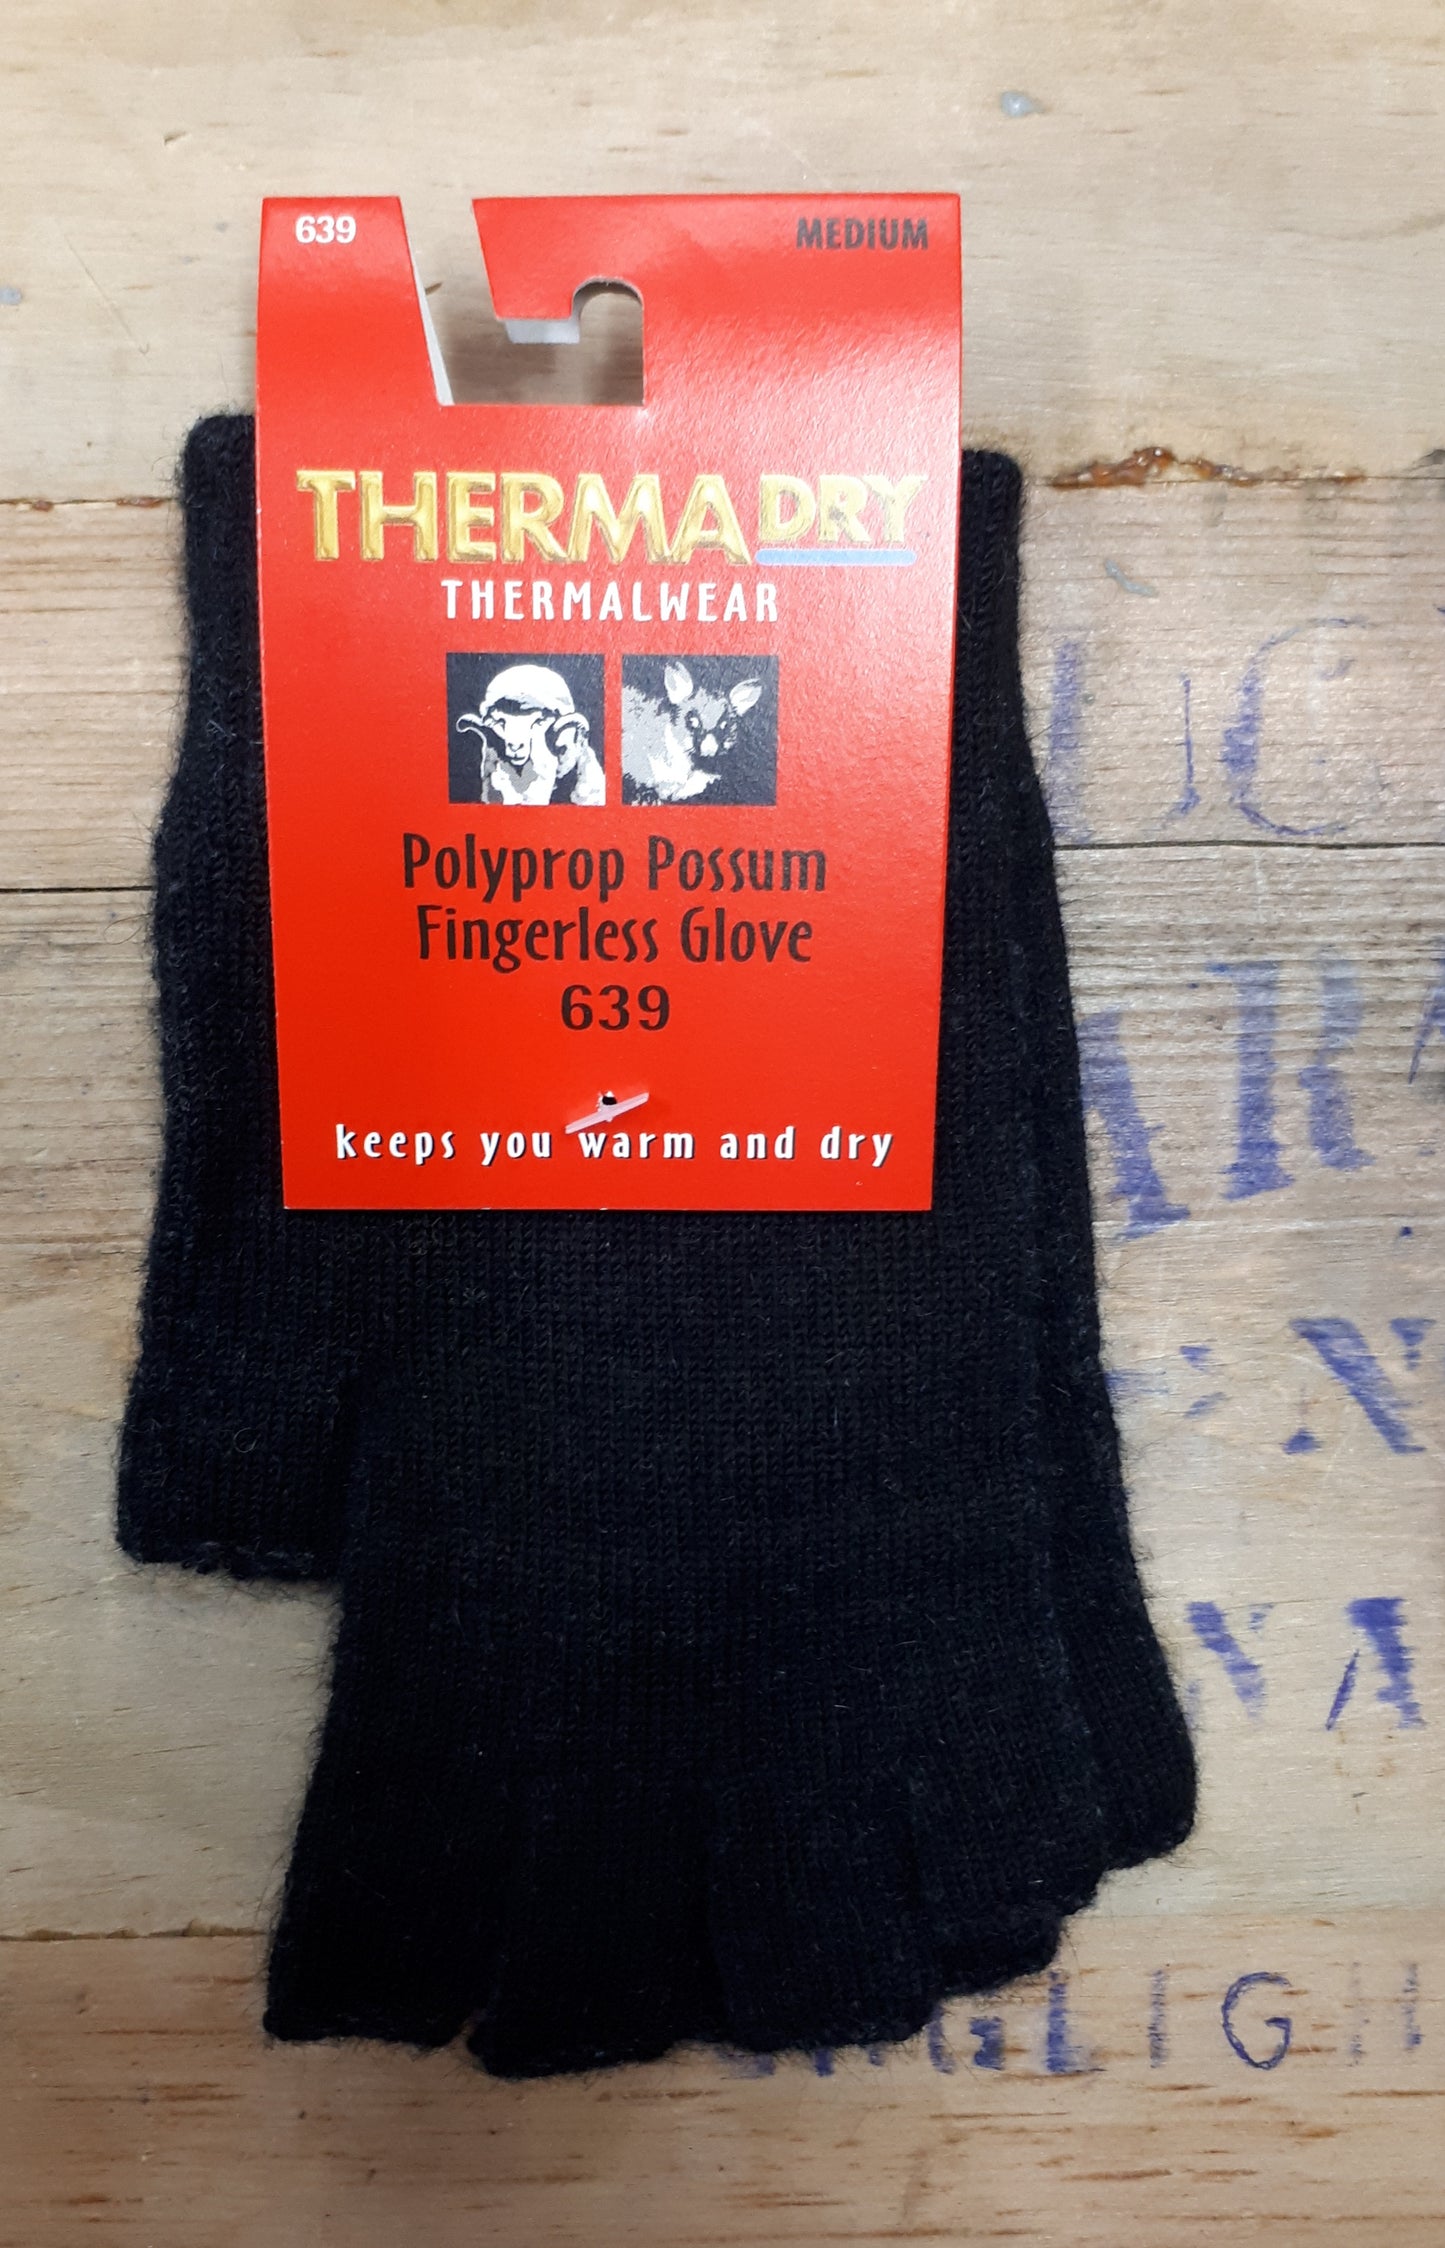 639
MEDIUM
THERMADRY
THERMALWEAR
Polyprop Possum
Fingerless Glove
639
keeps you warm and dry